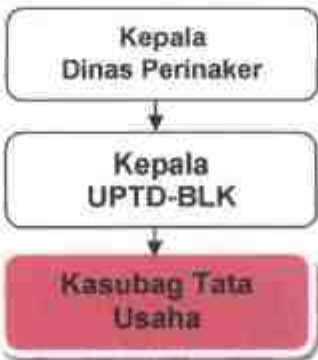 Kepala
Dinas Perinaker
Kepala
UPTD-BLK
Kasubag Tata
Usaha